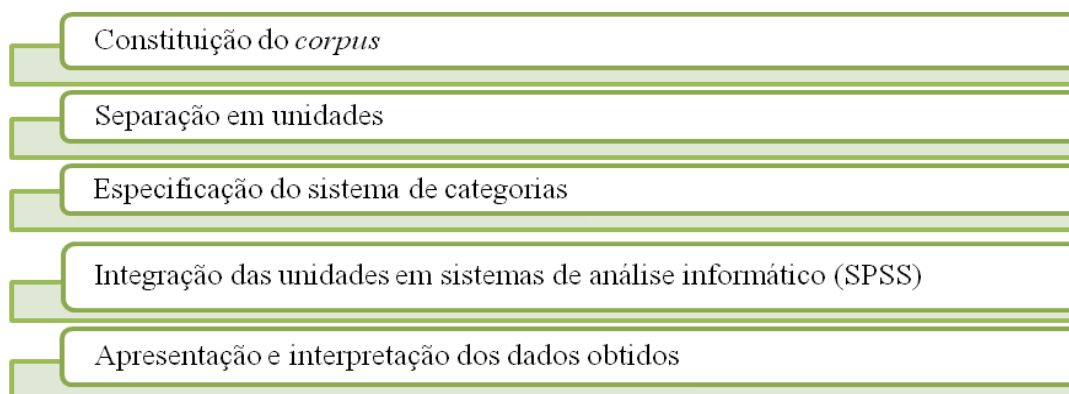 Constituição do corpus
Separação em unidades
Especificação do sistema de categorias
Integração das unidades em sistemas de análise informático (SPSS)
Apresentação e interpretação dos dados obtidos